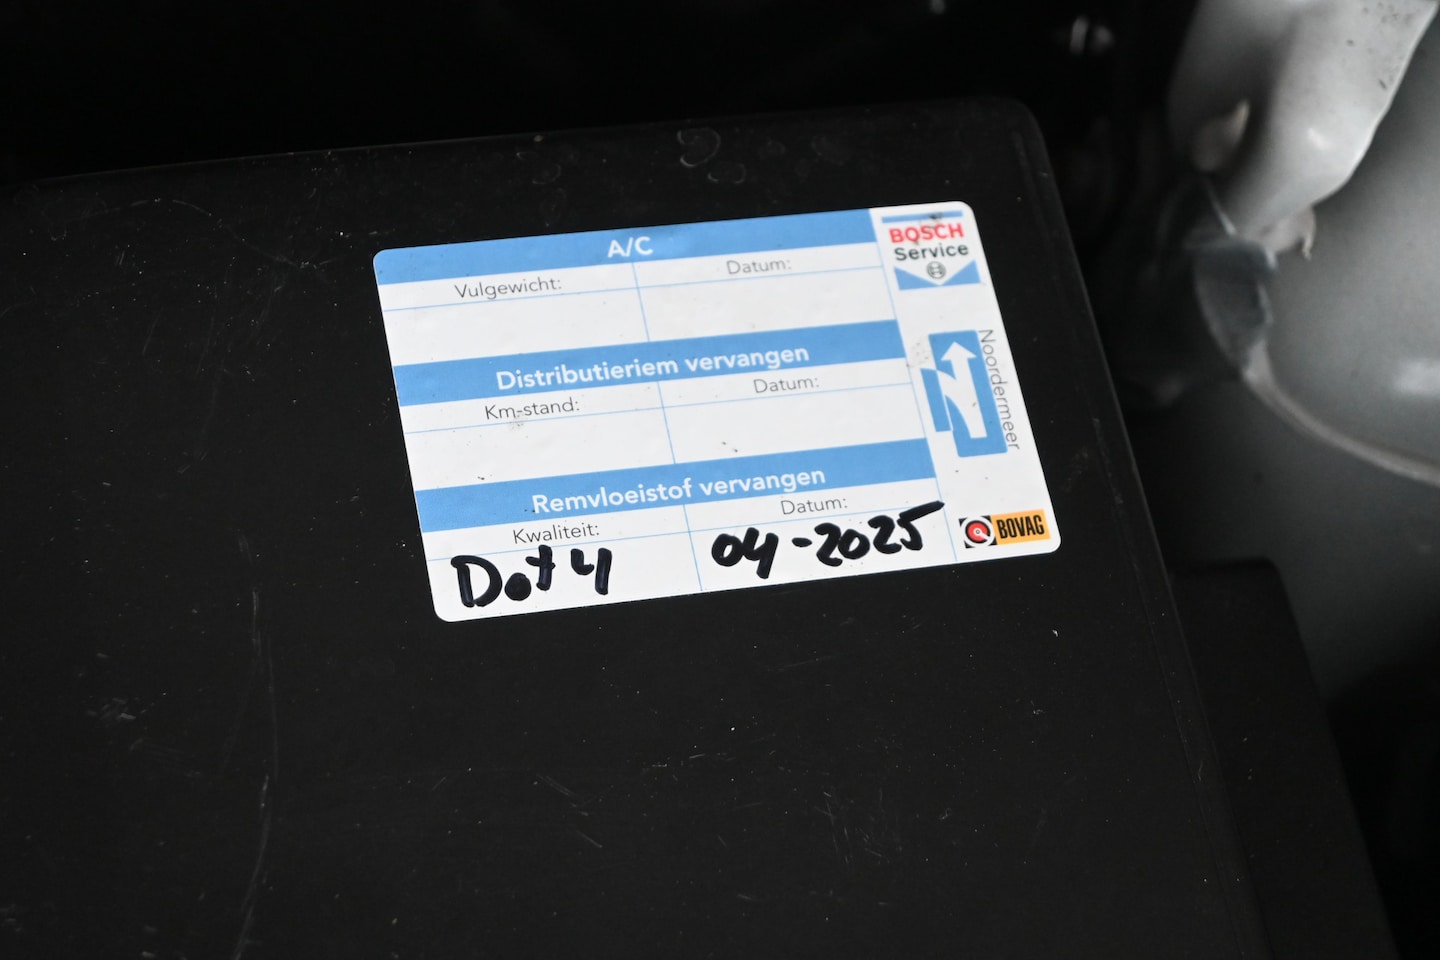 A/C
Vulgewicht: Datum:
Distributieriem vervangen
Km-stand: Datum:
Remvloeistof vervangen
Kwaliteit: Datum:
Dot 4 04-2025
BOSCH
Service
Noordermeer
BOVAG